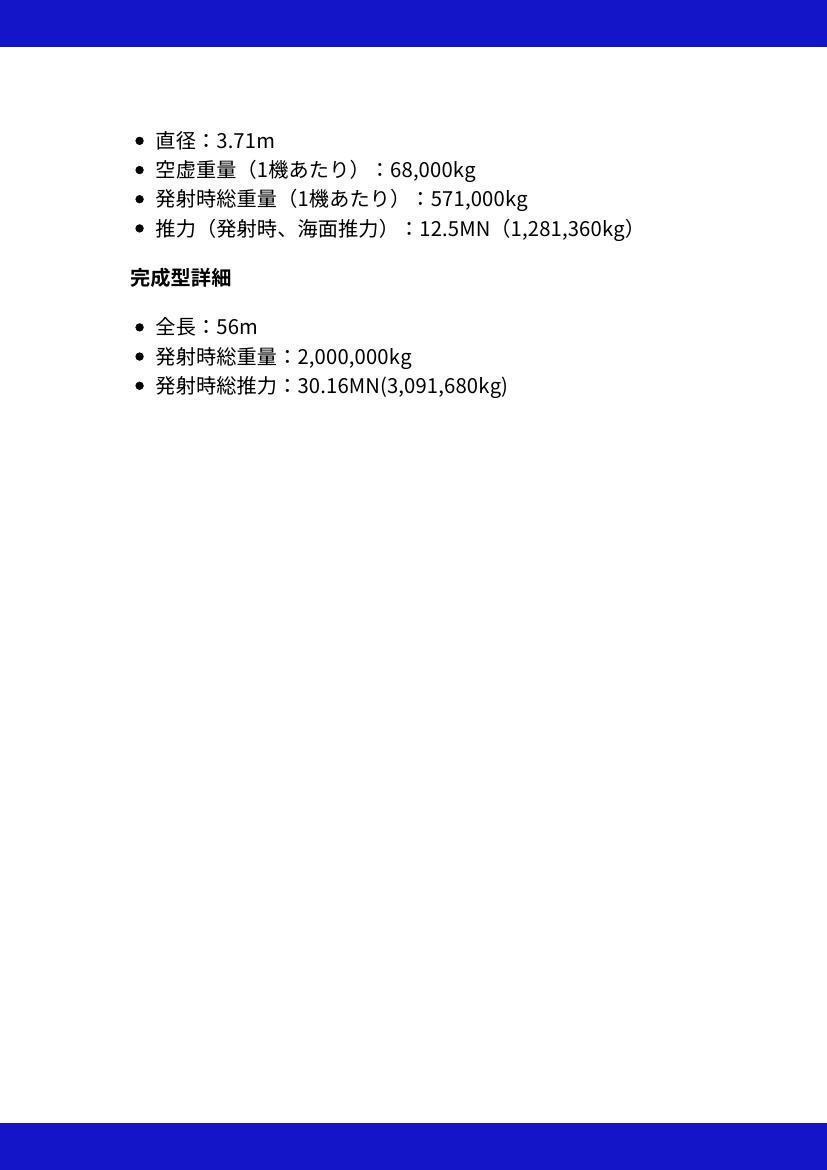 • 直径：3.71m
• 空虚重量（1機あたり）：68,000kg
• 発射時総重量（1機あたり）：571,000kg
• 推力（発射時、海面推力）：12.5MN（1,281,360kg）
完成型詳細
• 全長：56m
• 発射時総重量：2,000,000kg
• 発射時総推力：30.16MN(3,091,680kg)